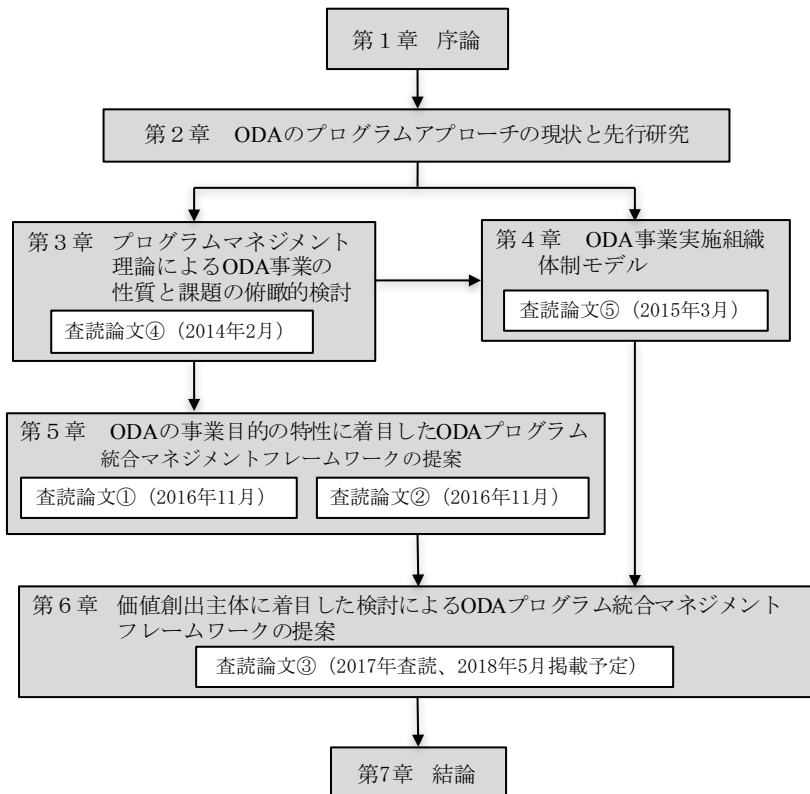 第１章　序論
第２章　ODAのプログラムアプローチの現状と先行研究
第３章　プログラムマネジメント
理論によるODA事業の
性質と課題の俯瞰的検討
査読論文④（2014年2月）
第４章　ODA事業実施組織
体制モデル
査読論文⑤（2015年3月）
第５章　ODAの事業目的の特性に着目したODAプログラム
統合マネジメントフレームワークの提案
査読論文①（2016年11月）
査読論文②（2016年11月）
第６章　価値創出主体に着目した検討によるODAプログラム統合マネジメント
フレームワークの提案
査読論文③（2017年査読、2018年5月掲載予定）
第7章　結論